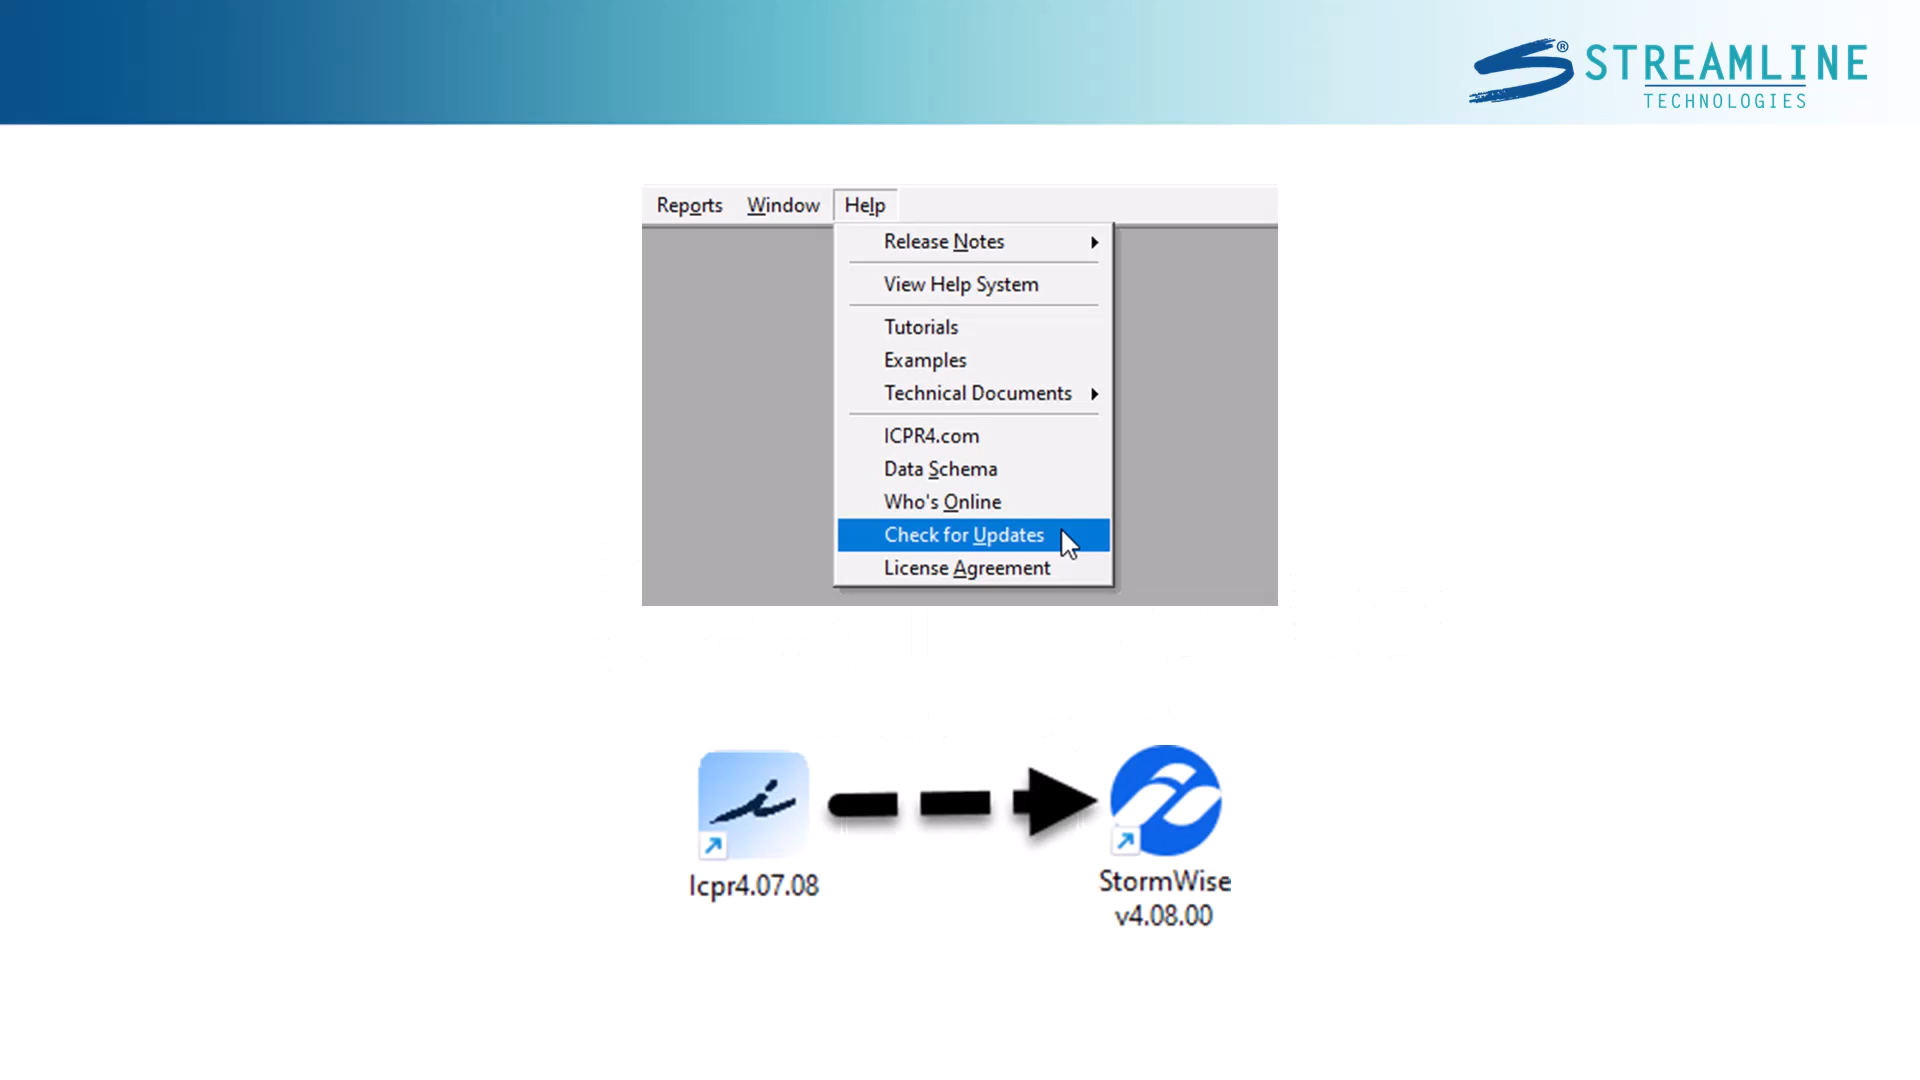 ® STREAMLINE
TECHNOLOGIES
Reports Window Help
Release Notes
View Help System
Tutorials
Examples
Technical Documents
ICPR4.com
Data Schema
Who's Online
Check for Updates
License Agreement
Icpr4.07.08
StormWise
v4.08.00